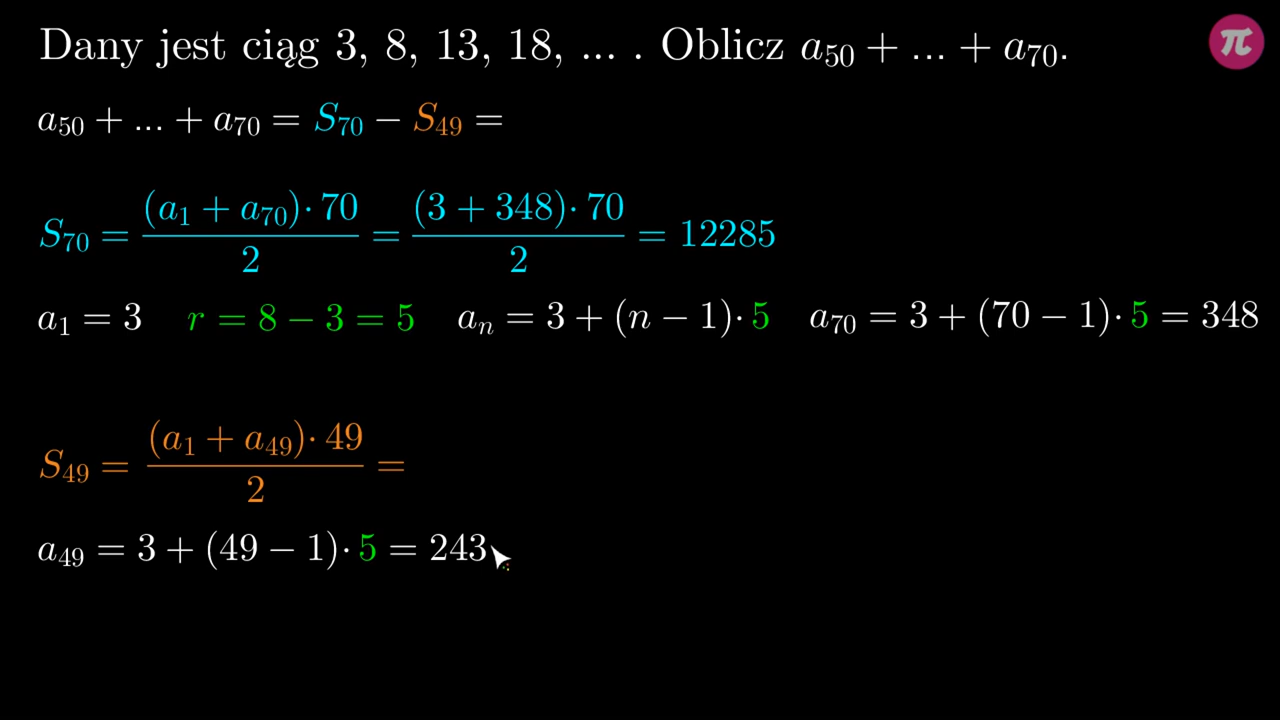 Dany jest ciąg 3, 8, 13, 18, ... . Oblicz a₅₀ + ... + a₇₀.
π
a₅₀ + ... + a₇₀ = S₇₀ − S₄₉ =
S₇₀ = (a₁ + a₇₀) · 70 / 2 = (3 + 348) · 70 / 2 = 12285
a₁ = 3 r = 8 − 3 = 5 aₙ = 3 + (n − 1) · 5 a₇₀ = 3 + (70 − 1) · 5 = 348
S₄₉ = (a₁ + a₄₉) · 49 / 2 =
a₄₉ = 3 + (49 − 1) · 5 = 243